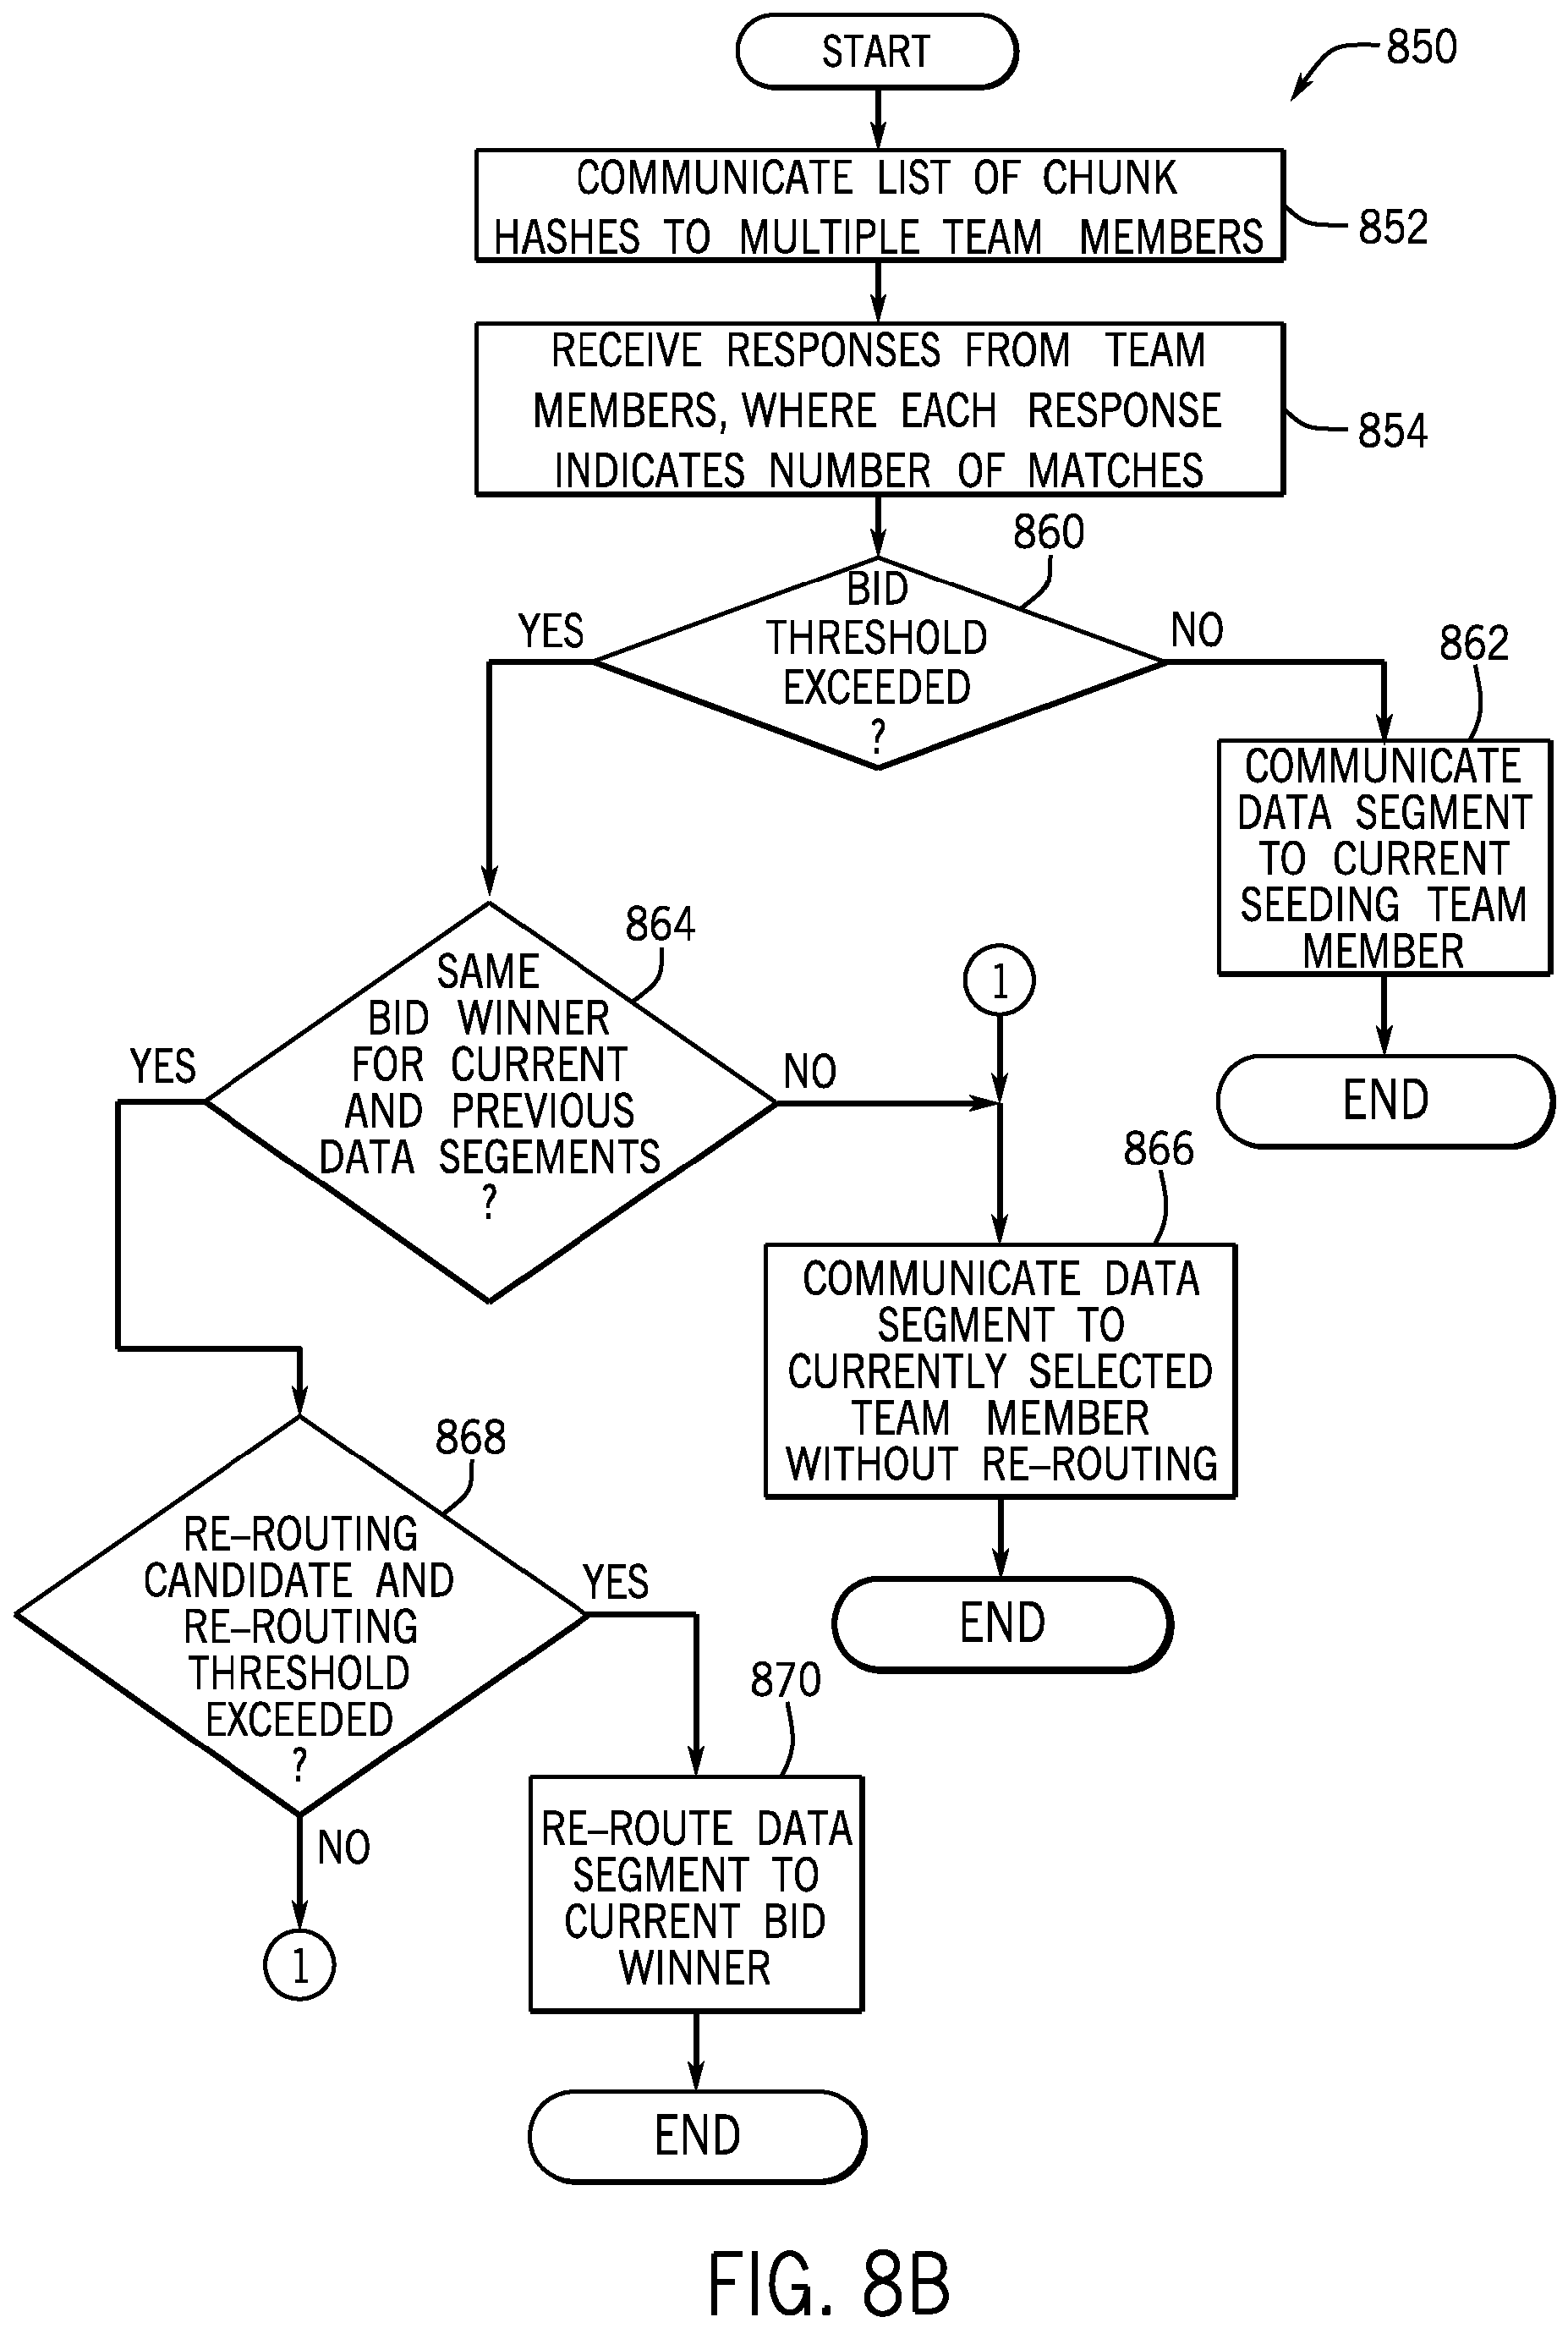 START
850
COMMUNICATE LIST OF CHUNK
HASHES TO MULTIPLE TEAM MEMBERS
852
RECEIVE RESPONSES FROM TEAM
MEMBERS, WHERE EACH RESPONSE
INDICATES NUMBER OF MATCHES
854
860
BID
THRESHOLD
EXCEEDED
?
YES
NO
862
COMMUNICATE
DATA SEGMENT
TO CURRENT
SEEDING TEAM
MEMBER
END
864
SAME
BID WINNER
FOR CURRENT
AND PREVIOUS
DATA SEGEMENTS
?
YES
NO
1
866
COMMUNICATE DATA
SEGMENT TO
CURRENTLY SELECTED
TEAM MEMBER
WITHOUT RE–ROUTING
END
868
RE–ROUTING
CANDIDATE AND
RE–ROUTING
THRESHOLD
EXCEEDED
?
YES
NO
1
870
RE–ROUTE DATA
SEGMENT TO
CURRENT BID
WINNER
END
FIG. 8B